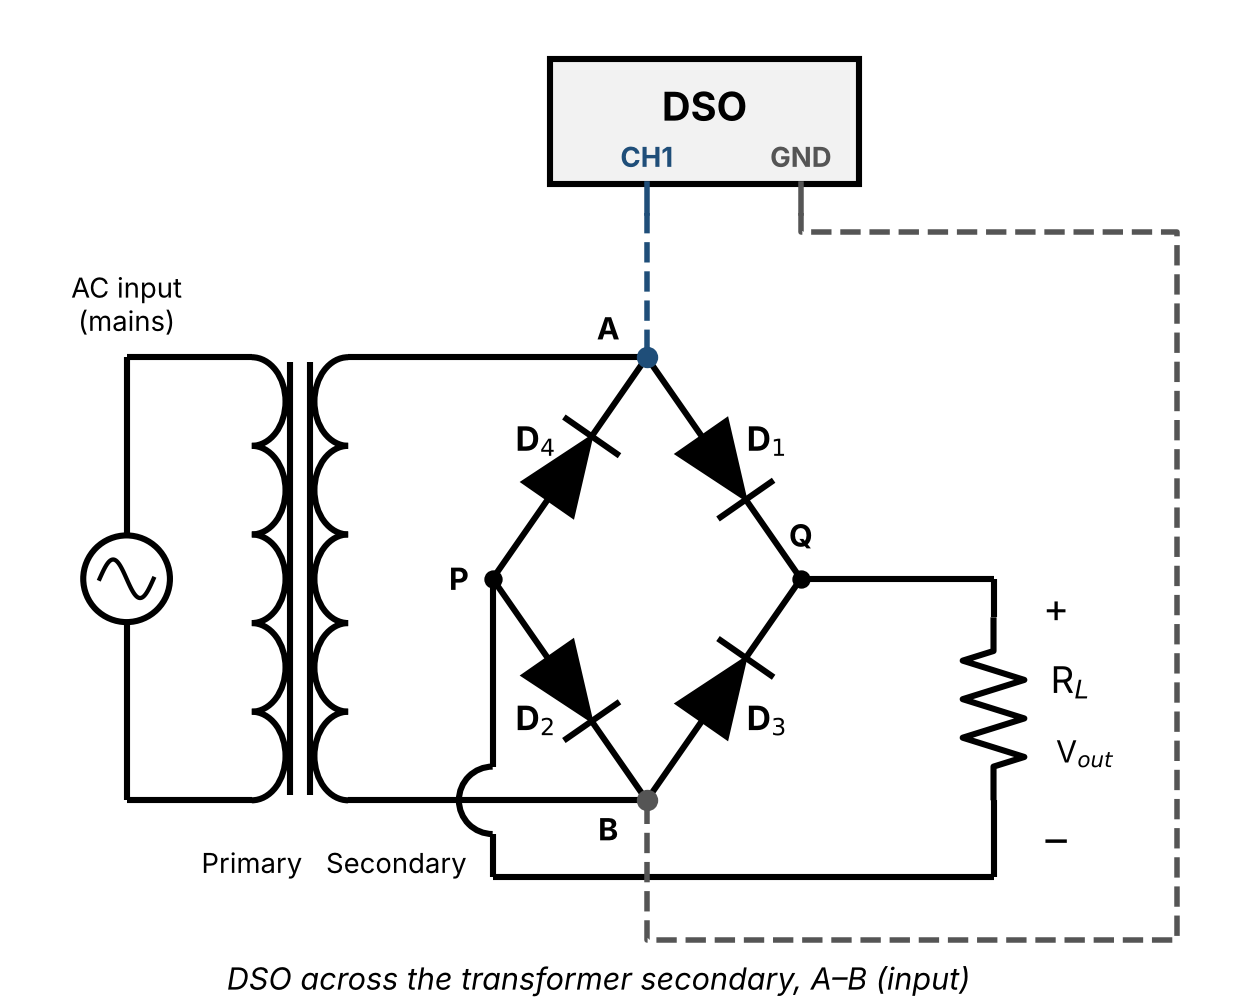 DSO
CH1 GND
AC input
(mains)
A
D4 D1
Q
P
+
RL
D2 D3
Vout
B
−
Primary Secondary
DSO across the transformer secondary, A–B (input)